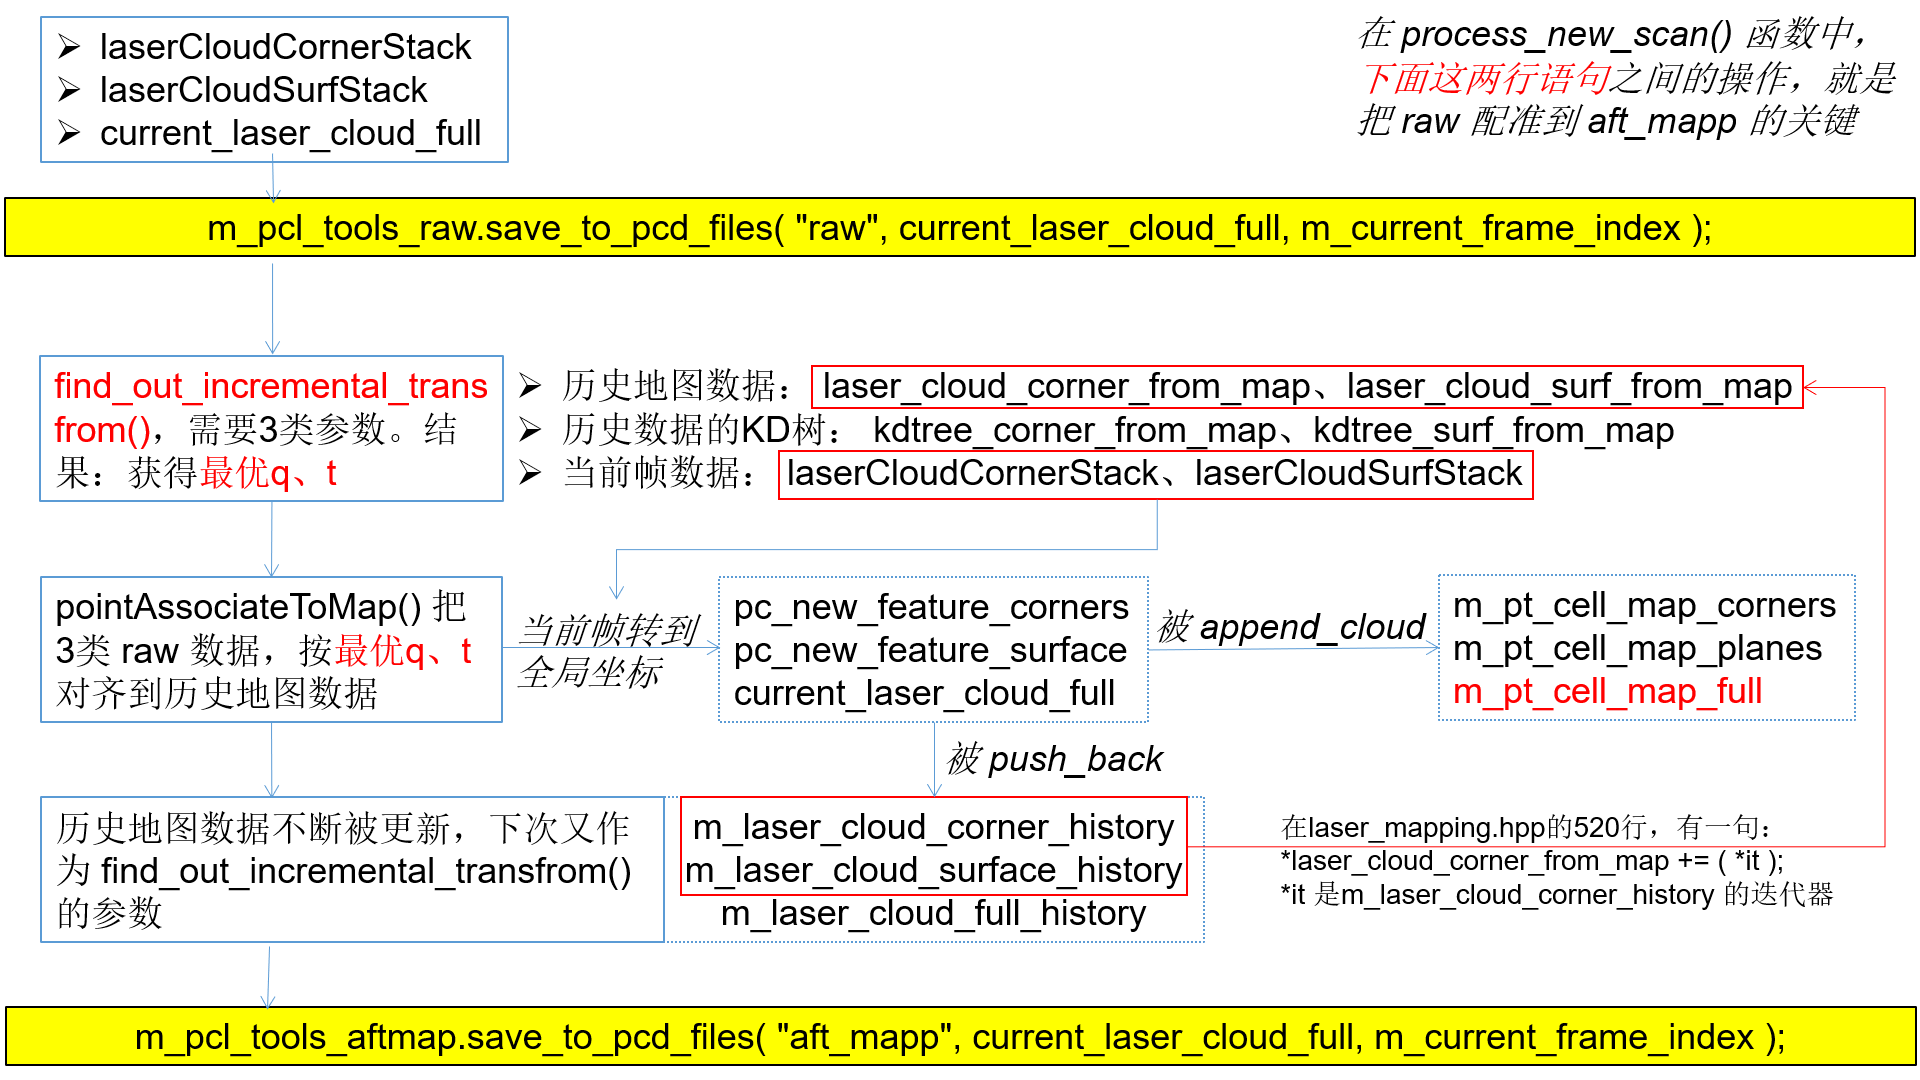 ➢ laserCloudCornerStack
➢ laserCloudSurfStack
➢ current_laser_cloud_full
在 process_new_scan() 函数中，
下面这两行语句之间的操作，就是
把 raw 配准到 aft_mapp 的关键
m_pcl_tools_raw.save_to_pcd_files( "raw", current_laser_cloud_full, m_current_frame_index );
find_out_incremental_trans
from()，需要3类参数。结
果：获得最优q、t
➢ 历史地图数据：laser_cloud_corner_from_map、laser_cloud_surf_from_map
➢ 历史数据的KD树：kdtree_corner_from_map、kdtree_surf_from_map
➢ 当前帧数据：laserCloudCornerStack、laserCloudSurfStack
pointAssociateToMap() 把
3类 raw 数据，按最优q、t
对齐到历史地图数据
当前帧转到
全局坐标
pc_new_feature_corners
pc_new_feature_surface
current_laser_cloud_full
被 append_cloud
m_pt_cell_map_corners
m_pt_cell_map_planes
m_pt_cell_map_full
被 push_back
历史地图数据不断被更新，下次又作
为 find_out_incremental_transfrom()
的参数
m_laser_cloud_corner_history
m_laser_cloud_surface_history
m_laser_cloud_full_history
在laser_mapping.hpp的520行，有一句：
*laser_cloud_corner_from_map += ( *it );
*it 是m_laser_cloud_corner_history 的迭代器
m_pcl_tools_aftmap.save_to_pcd_files( "aft_mapp", current_laser_cloud_full, m_current_frame_index );